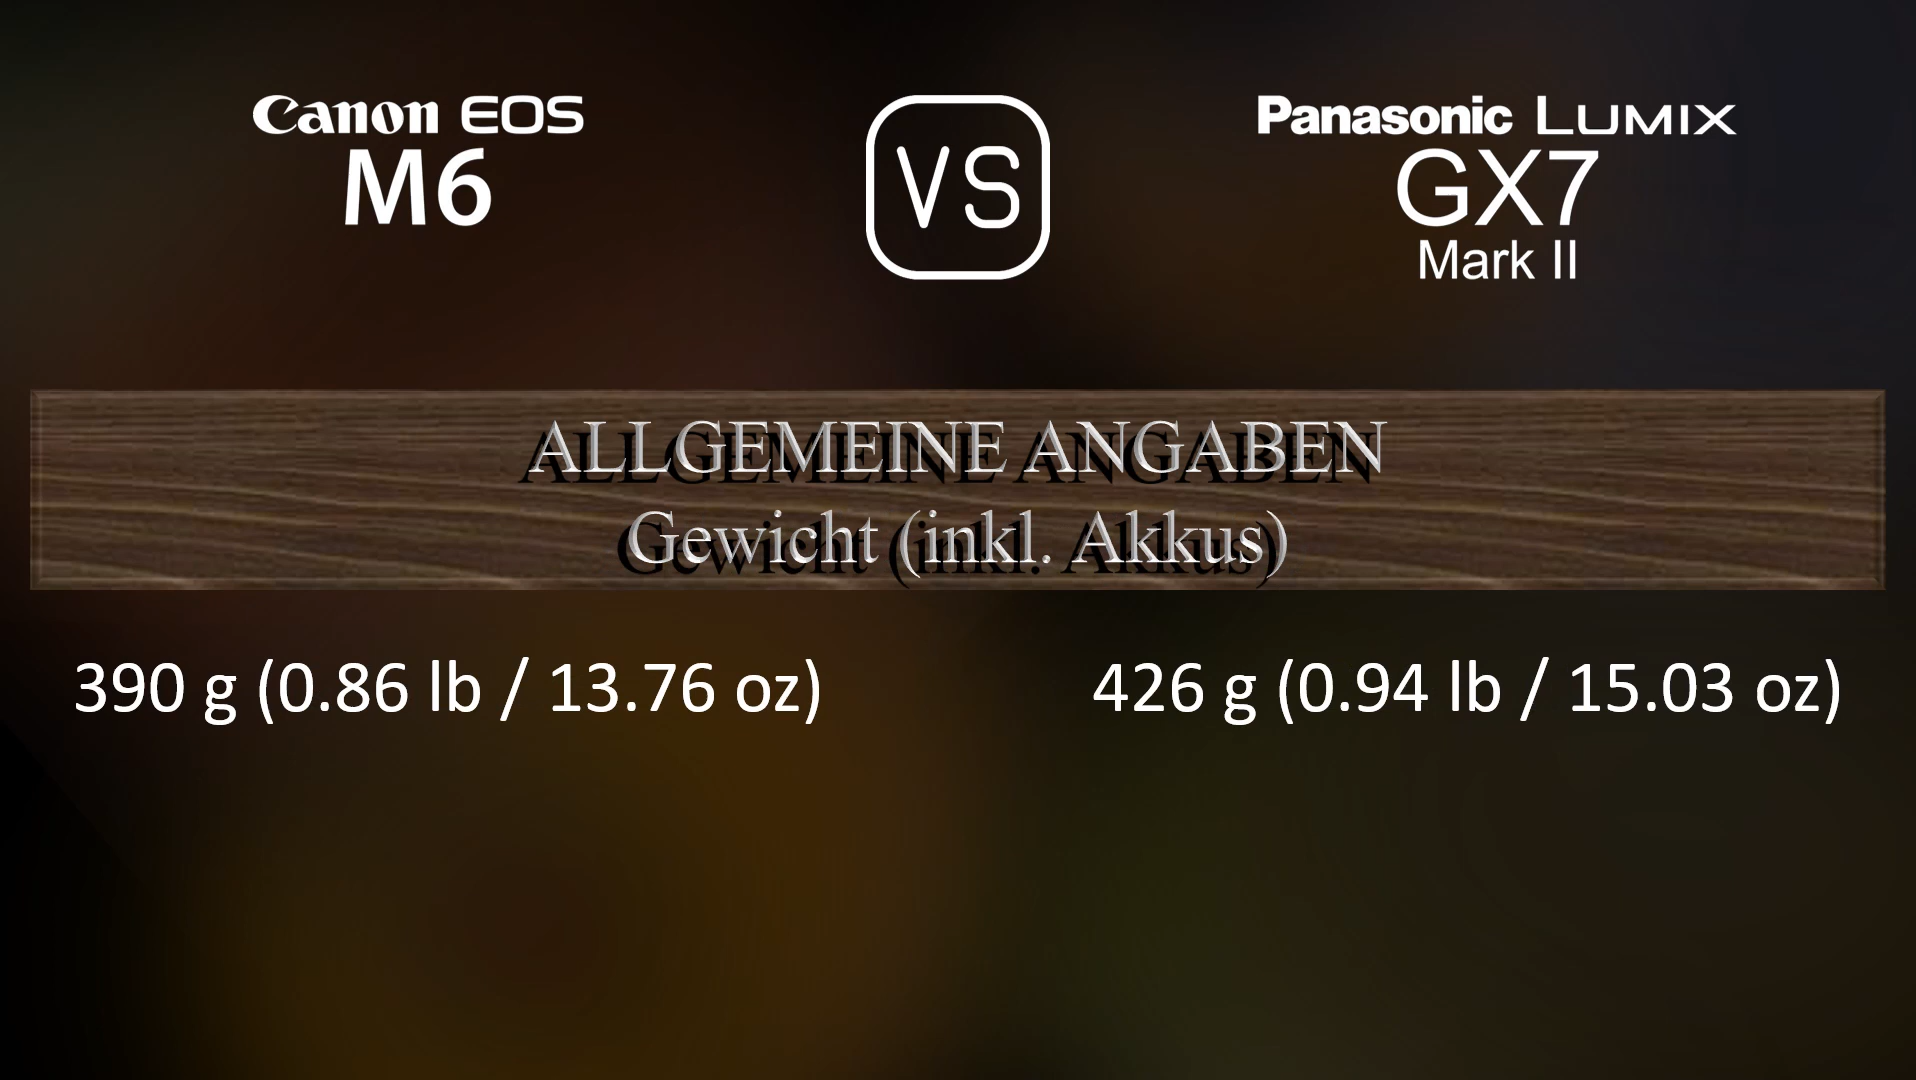 Canon EOS
M6
VS
Panasonic LUMIX
GX7
Mark II
ALLGEMEINE ANGABEN
Gewicht (inkl. Akkus)
390 g (0.86 lb / 13.76 oz)
426 g (0.94 lb / 15.03 oz)